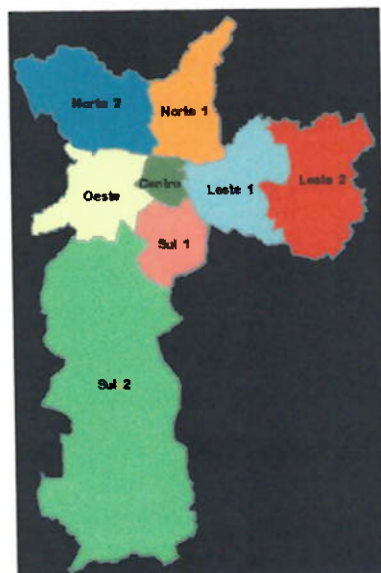 Norte 2
Norte 1
Oeste
Centro
Leste 1
Leste 2
Sul 1
Sul 2